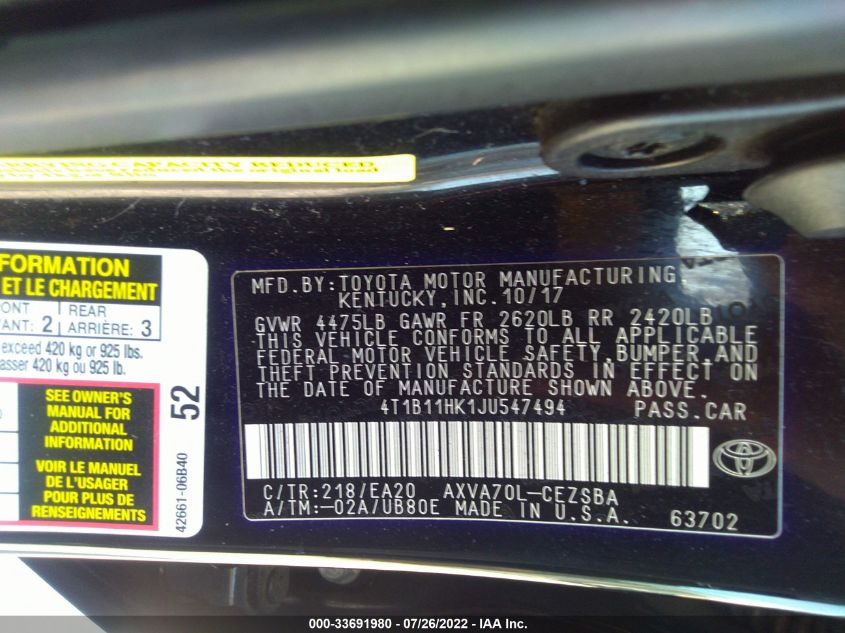 CAPACITY REDUCED
FORMATION
ET LE CHARGEMENT
ONT REAR
ANT: 2 ARRIÈRE: 3
exceed 420 kg or 925 lbs.
asser 420 kg ou 925 lb.
SEE OWNER'S
MANUAL FOR
ADDITIONAL
INFORMATION
VOIR LE MANUEL
DE L'USAGER
POUR PLUS DE
RENSEIGNEMENTS
52
42661-06B40
MFD. BY: TOYOTA MOTOR MANUFACTURING
KENTUCKY, INC. 10/17
GVWR 4475LB GAWR FR 2620LB RR 2420LB
THIS VEHICLE CONFORMS TO ALL APPLICABLE
FEDERAL MOTOR VEHICLE SAFETY, BUMPER, AND
THEFT PREVENTION STANDARDS IN EFFECT ON
THE DATE OF MANUFACTURE SHOWN ABOVE.
4T1B11HK1JU547494 PASS. CAR
C/TR: 218/EA20 AXVA70L-CEZSBA
A/TM: -02A/UB80E MADE IN U.S.A. 63702
000-33691980 / 07/26/2022 - IAA Inc.